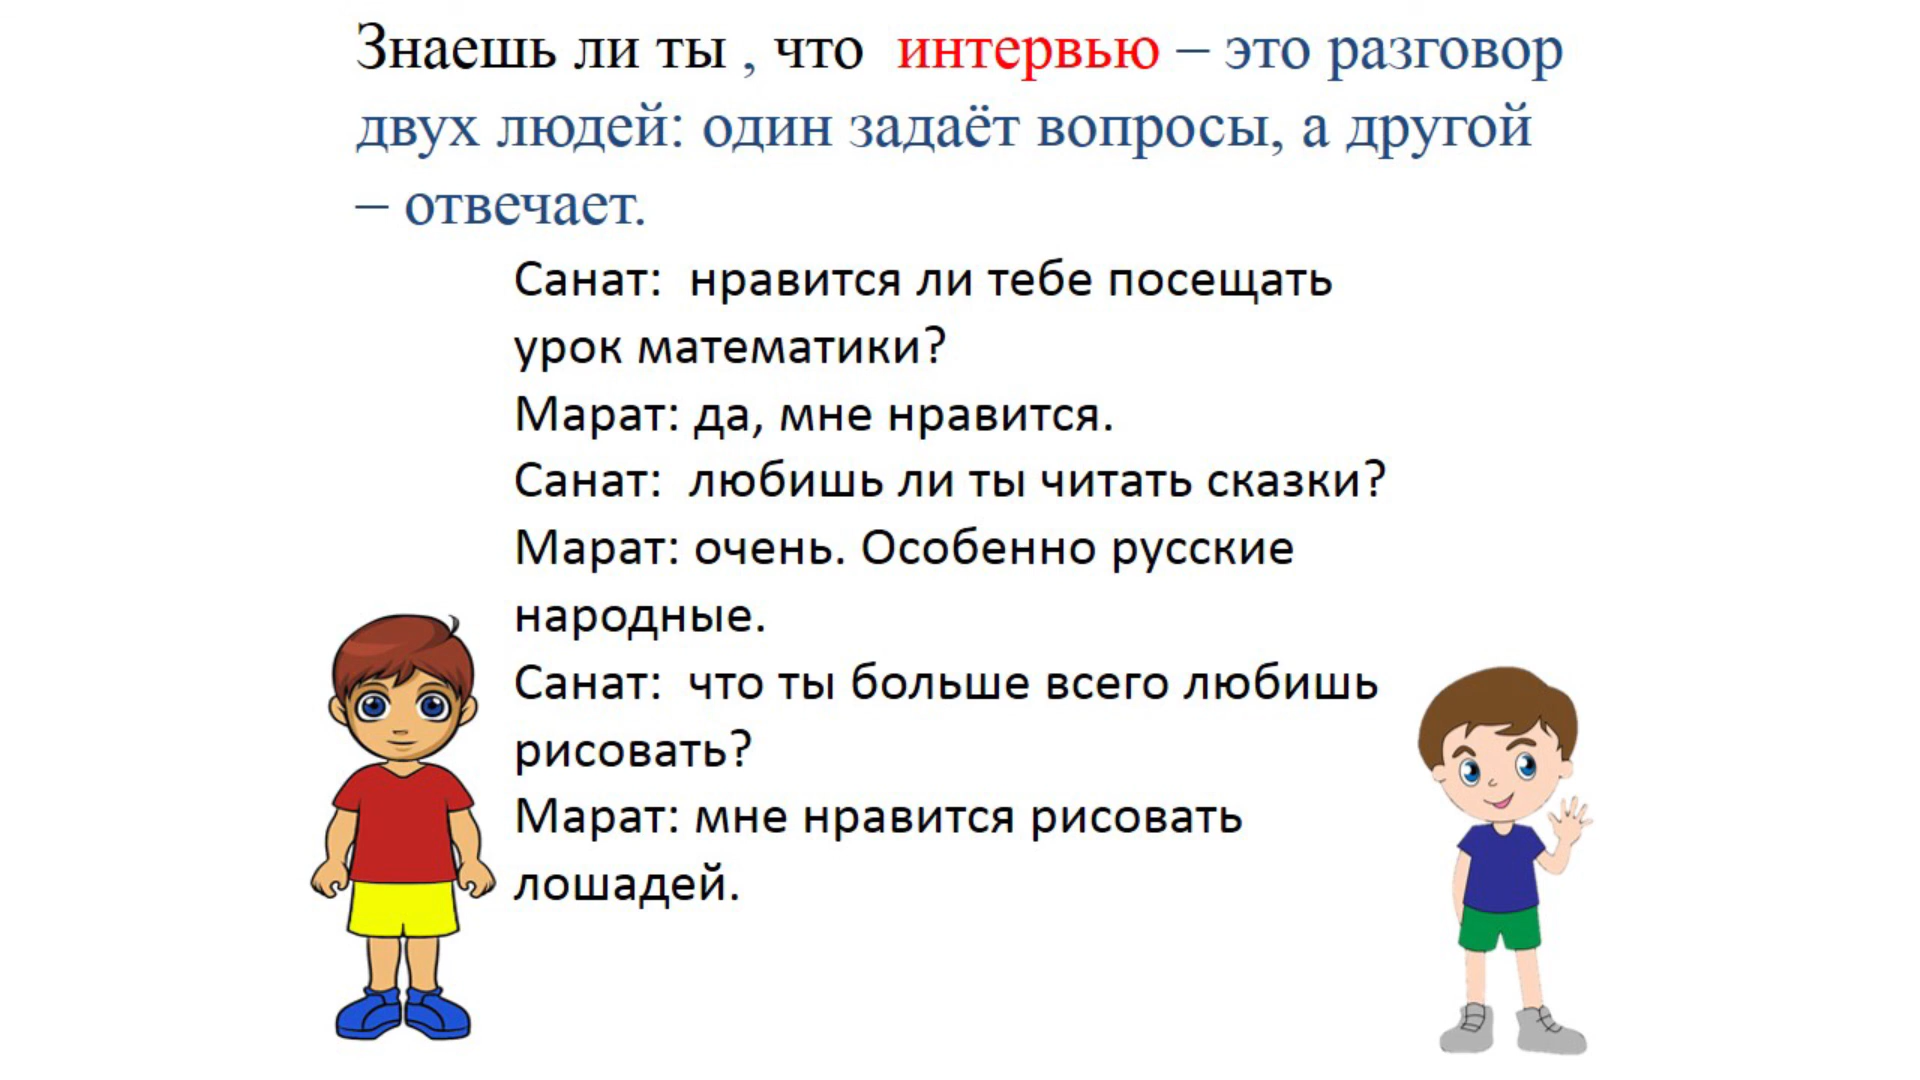 Знаешь ли ты , что интервью – это разговор
двух людей: один задаёт вопросы, а другой
– отвечает.
Санат: нравится ли тебе посещать
урок математики?
Марат: да, мне нравится.
Санат: любишь ли ты читать сказки?
Марат: очень. Особенно русские
народные.
Санат: что ты больше всего любишь
рисовать?
Марат: мне нравится рисовать
лошадей.